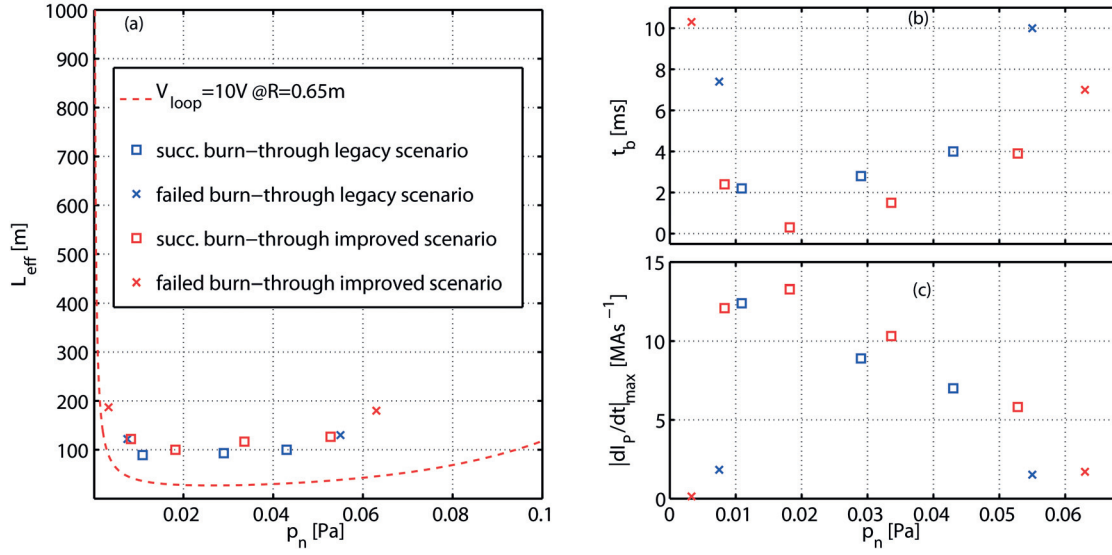 (a)
1000
900
800
700
600
500
400
300
200
100
L_eff [m]
V_loop=10V @R=0.65m
succ. burn−through legacy scenario
failed burn−through legacy scenario
succ. burn−through improved scenario
failed burn−through improved scenario
0.02 0.04 0.06 0.08 0.1
p_n [Pa]
(b)
10
8
6
4
2
0
t_b [ms]
(c)
15
10
5
0
|dI_P/dt|_max [MAs⁻¹]
0 0.01 0.02 0.03 0.04 0.05 0.06
p_n [Pa]